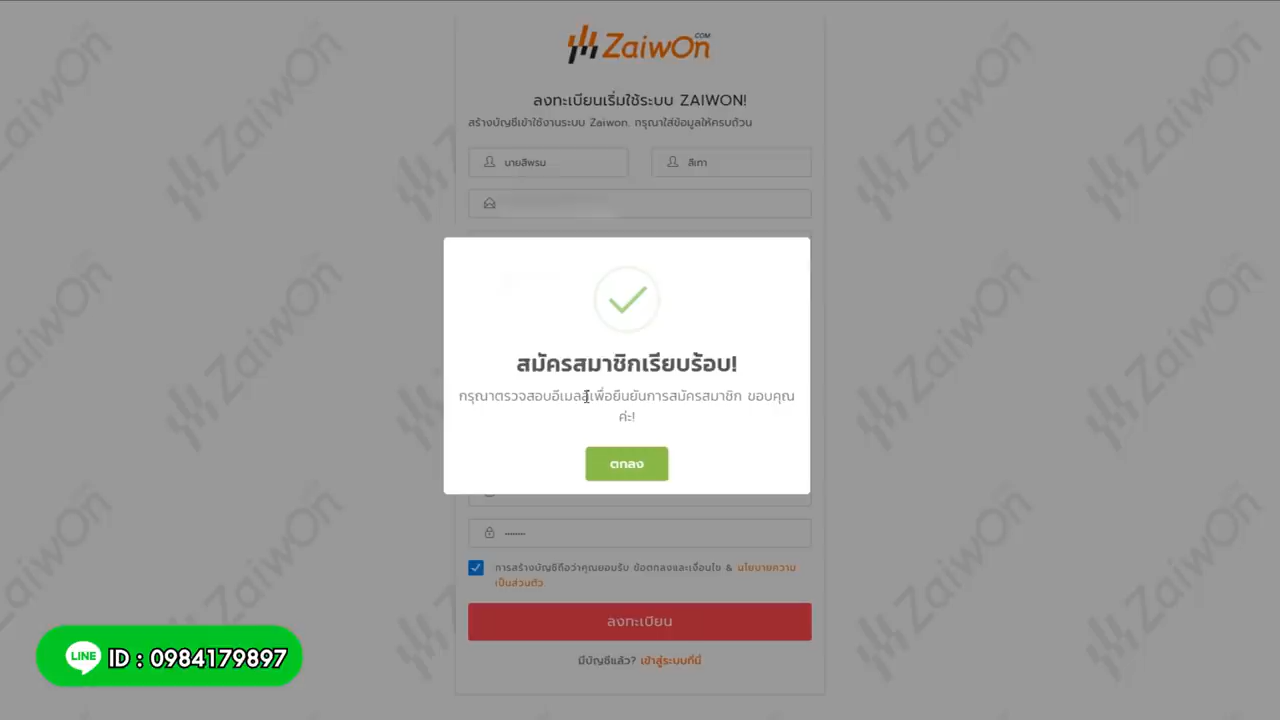 ZaiwOn.COM
ลงทะเบียนเริ่มใช้ระบบ ZAIWON!
สร้างบัญชีเข้าใช้งานระบบ Zaiwon. กรุณาใส่ข้อมูลให้ครบถ้วน
นายสีพรม
สีเทา
สมัครสมาชิกเรียบร้อบ!
กรุณาตรวจสอบอีเมลล์เพื่อยืนยันการสมัครสมาชิก ขอบคุณ
ค่ะ!
ตกลง
การสร้างบัญชีถือว่าคุณยอมรับ ข้อตกลงและเงื่อนไข & นโยบายความ
เป็นส่วนตัว
ลงทะเบียน
มีบัญชีแล้ว? เข้าสู่ระบบที่นี่
LINE ID : 0984179897